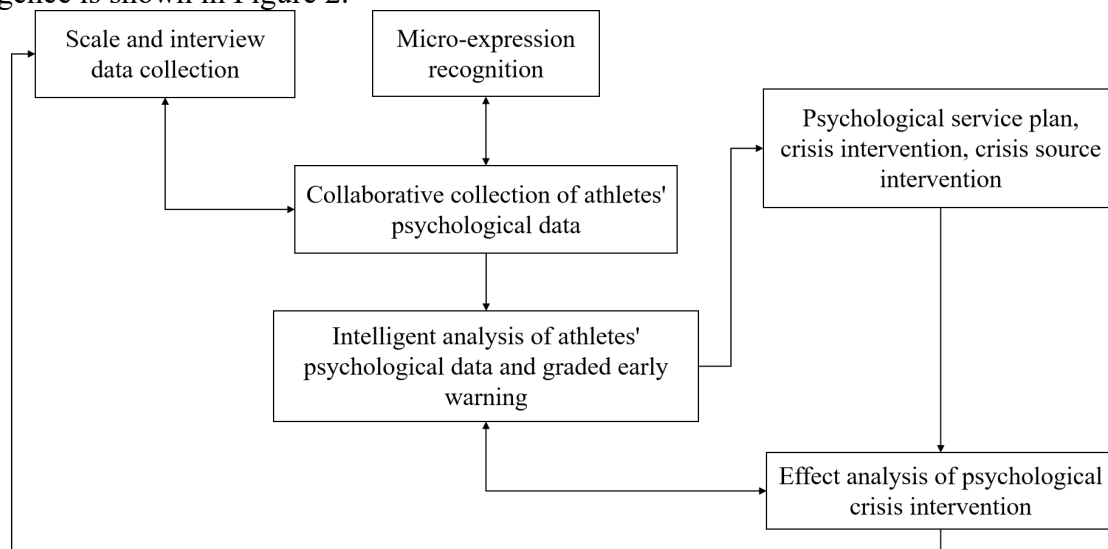 gence is shown in Figure 2.
Scale and interview
data collection
Micro-expression
recognition
Psychological service plan,
crisis intervention, crisis source
intervention
Collaborative collection of athletes'
psychological data
Intelligent analysis of athletes'
psychological data and graded early
warning
Effect analysis of psychological
crisis intervention